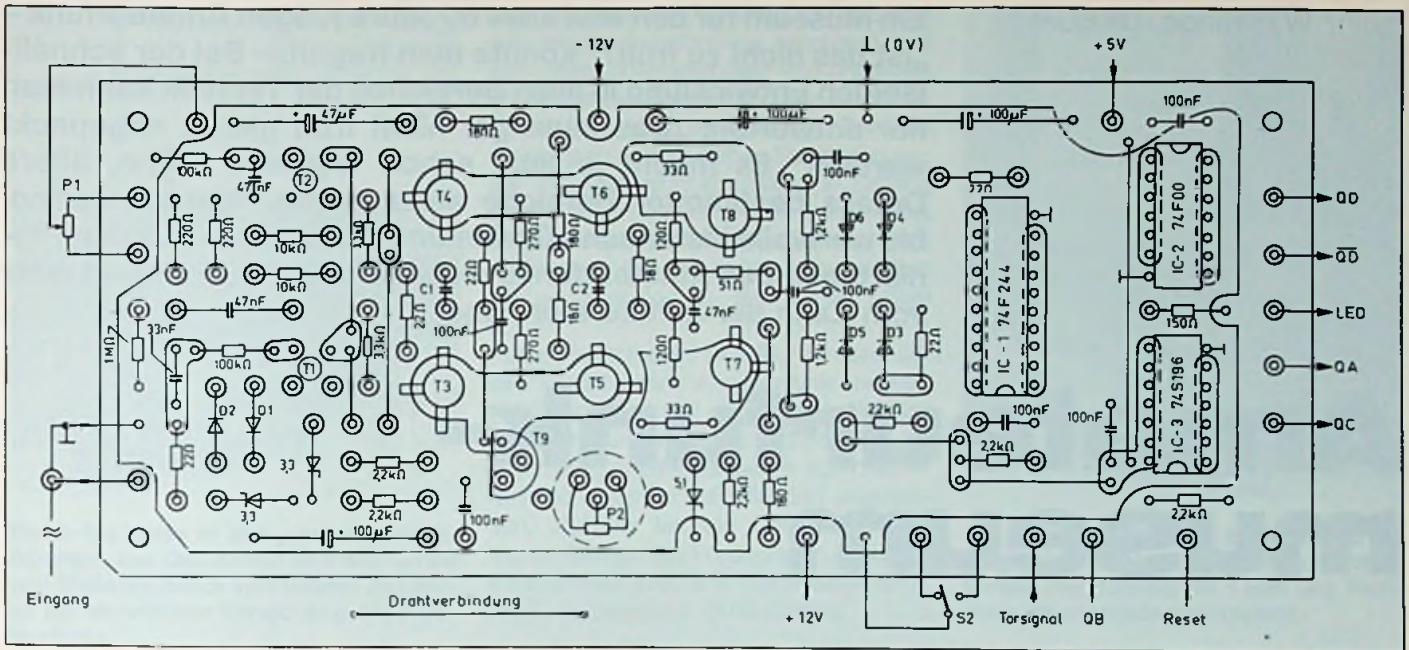 - 12V
⊥ (0V)
+ 5V
47µF
180Ω
+ 100µF
+ 100µF
100nF
100kΩ
47nF
T2
T4
33Ω
T6
T8
100nF
22Ω
IC-2 74F00
QD
P1
220Ω
220Ω
10kΩ
10kΩ
270Ω
180Ω
120Ω
1,2kΩ
D6
D4
Q̅D̅
22Ω
C1
C2
18Ω
51Ω
100nF
IC-1 74F244
1MΩ
33nF
47nF
22Ω
100nF
18Ω
47nF
LED
150Ω
100kΩ
T1
3,3kΩ
270Ω
120Ω
1,2kΩ
D5
D3
22Ω
T3
T5
T7
IC-3 74S196
QA
D2
D1
33Ω
2,2kΩ
100nF
100nF
QC
22Ω
3,3
2,2kΩ
T9
2,2kΩ
3,3
2,2kΩ
100nF
P2
180Ω
2,2kΩ
+ 100µF
Eingang
Drahtverbindung
+ 12V
S2
Torsignal
QB
Reset